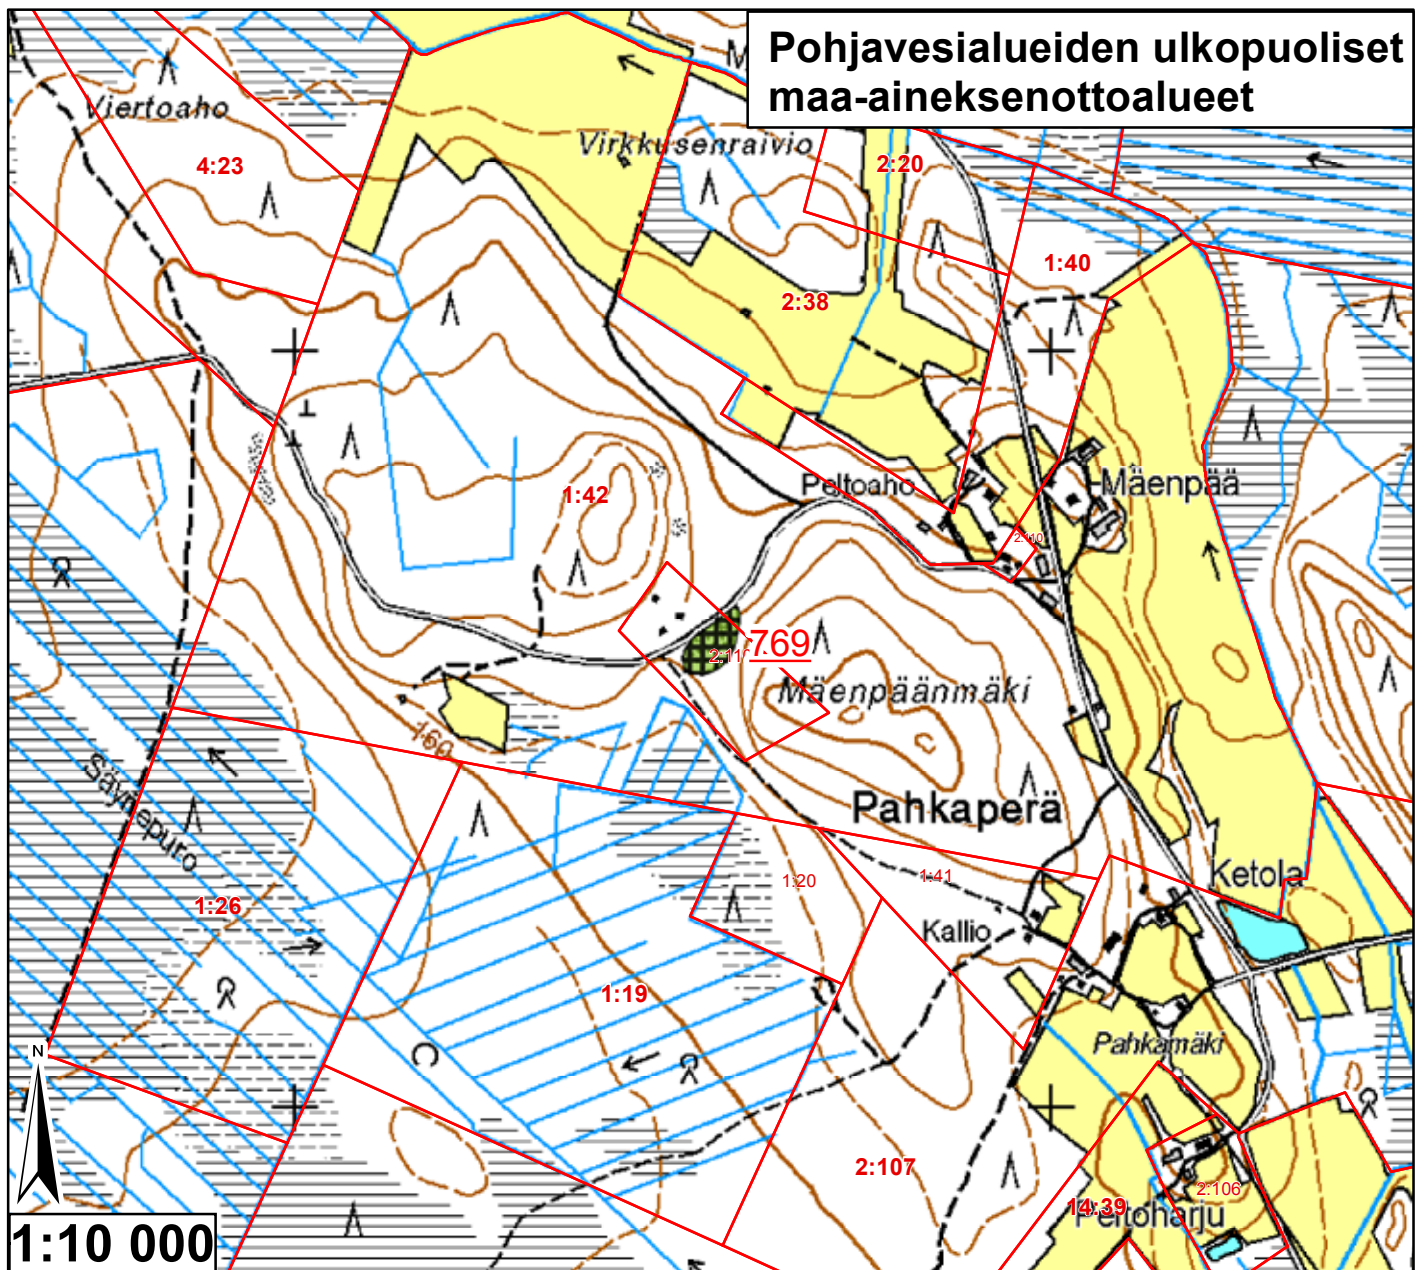 Pohjavesialueiden ulkopuoliset
maa-aineksenottoalueet
M
Viertoaho
Virkkusenraivio
4:23
2:20
1:40
2:38
Peltoaho
Mäenpää
1:42
2:110
769
Mäenpäänmäki
160
Säynepuro
Pahkaperä
Ketola
1:20
1:41
1:26
Kallio
1:19
Pahkamäki
N
2:107
2:106
14:39
Peltoharju
1:10 000